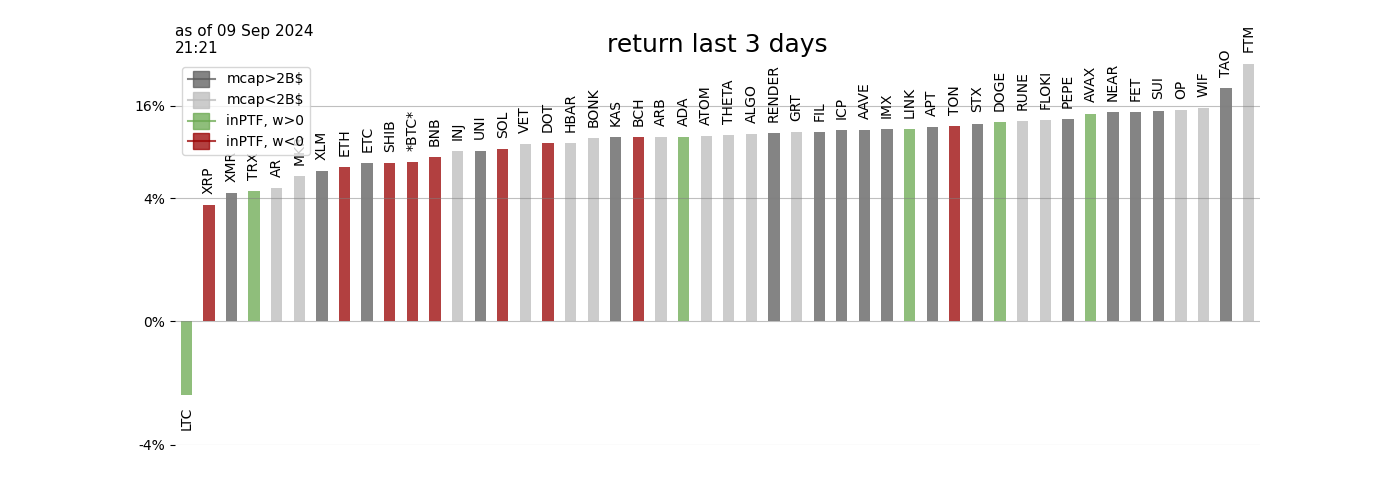 as of 09 Sep 2024
21:21
return last 3 days
mcap>2B$
mcap<2B$
inPTF, w>0
inPTF, w<0
16%
4%
0%
-4%
LTC
XRP
XMR
TRX
AR
XLM
ETH
ETC
SHIB
*BTC*
BNB
INJ
UNI
SOL
VET
DOT
HBAR
BONK
KAS
BCH
ARB
ADA
ATOM
THETA
ALGO
RENDER
GRT
FIL
ICP
AAVE
IMX
LINK
APT
TON
STX
DOGE
RUNE
FLOKI
PEPE
AVAX
NEAR
FET
SUI
OP
WIF
TAO
FTM